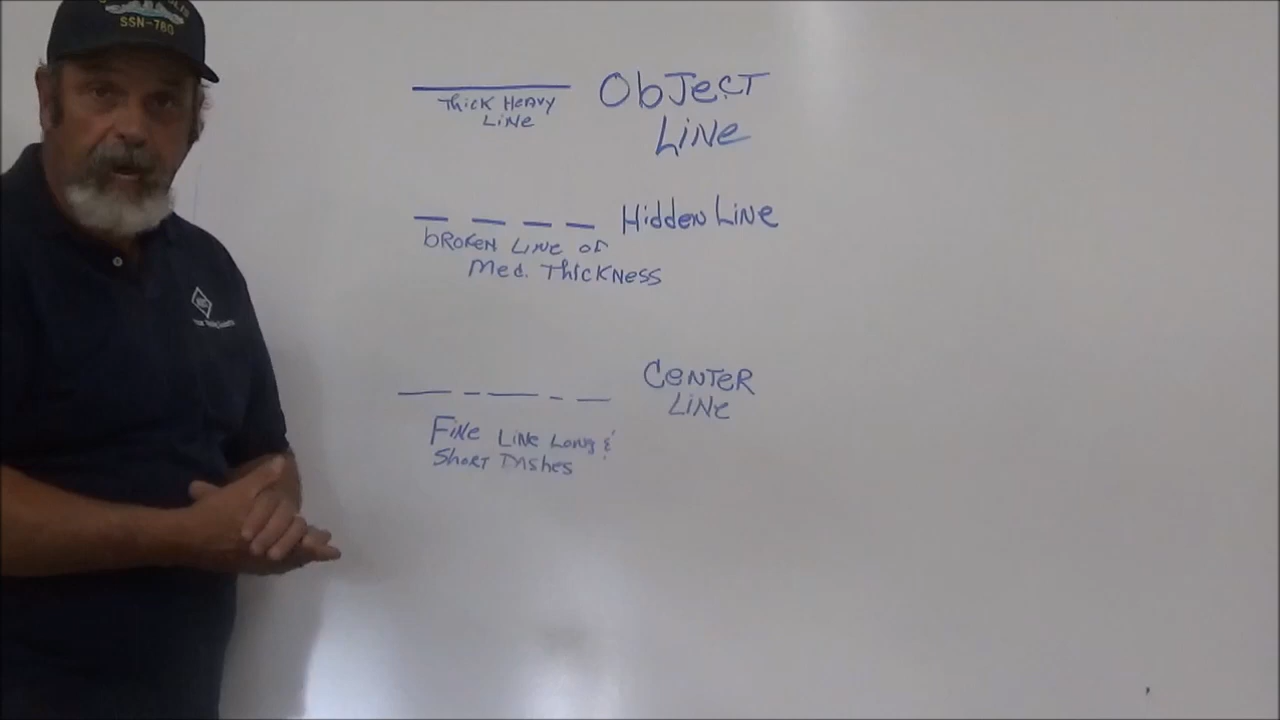 SSN-760
Thick Heavy
Line
Object
Line
Hidden Line
Broken Line of
Med. Thickness
Center
Line
Fine Line Long &
Short Dashes